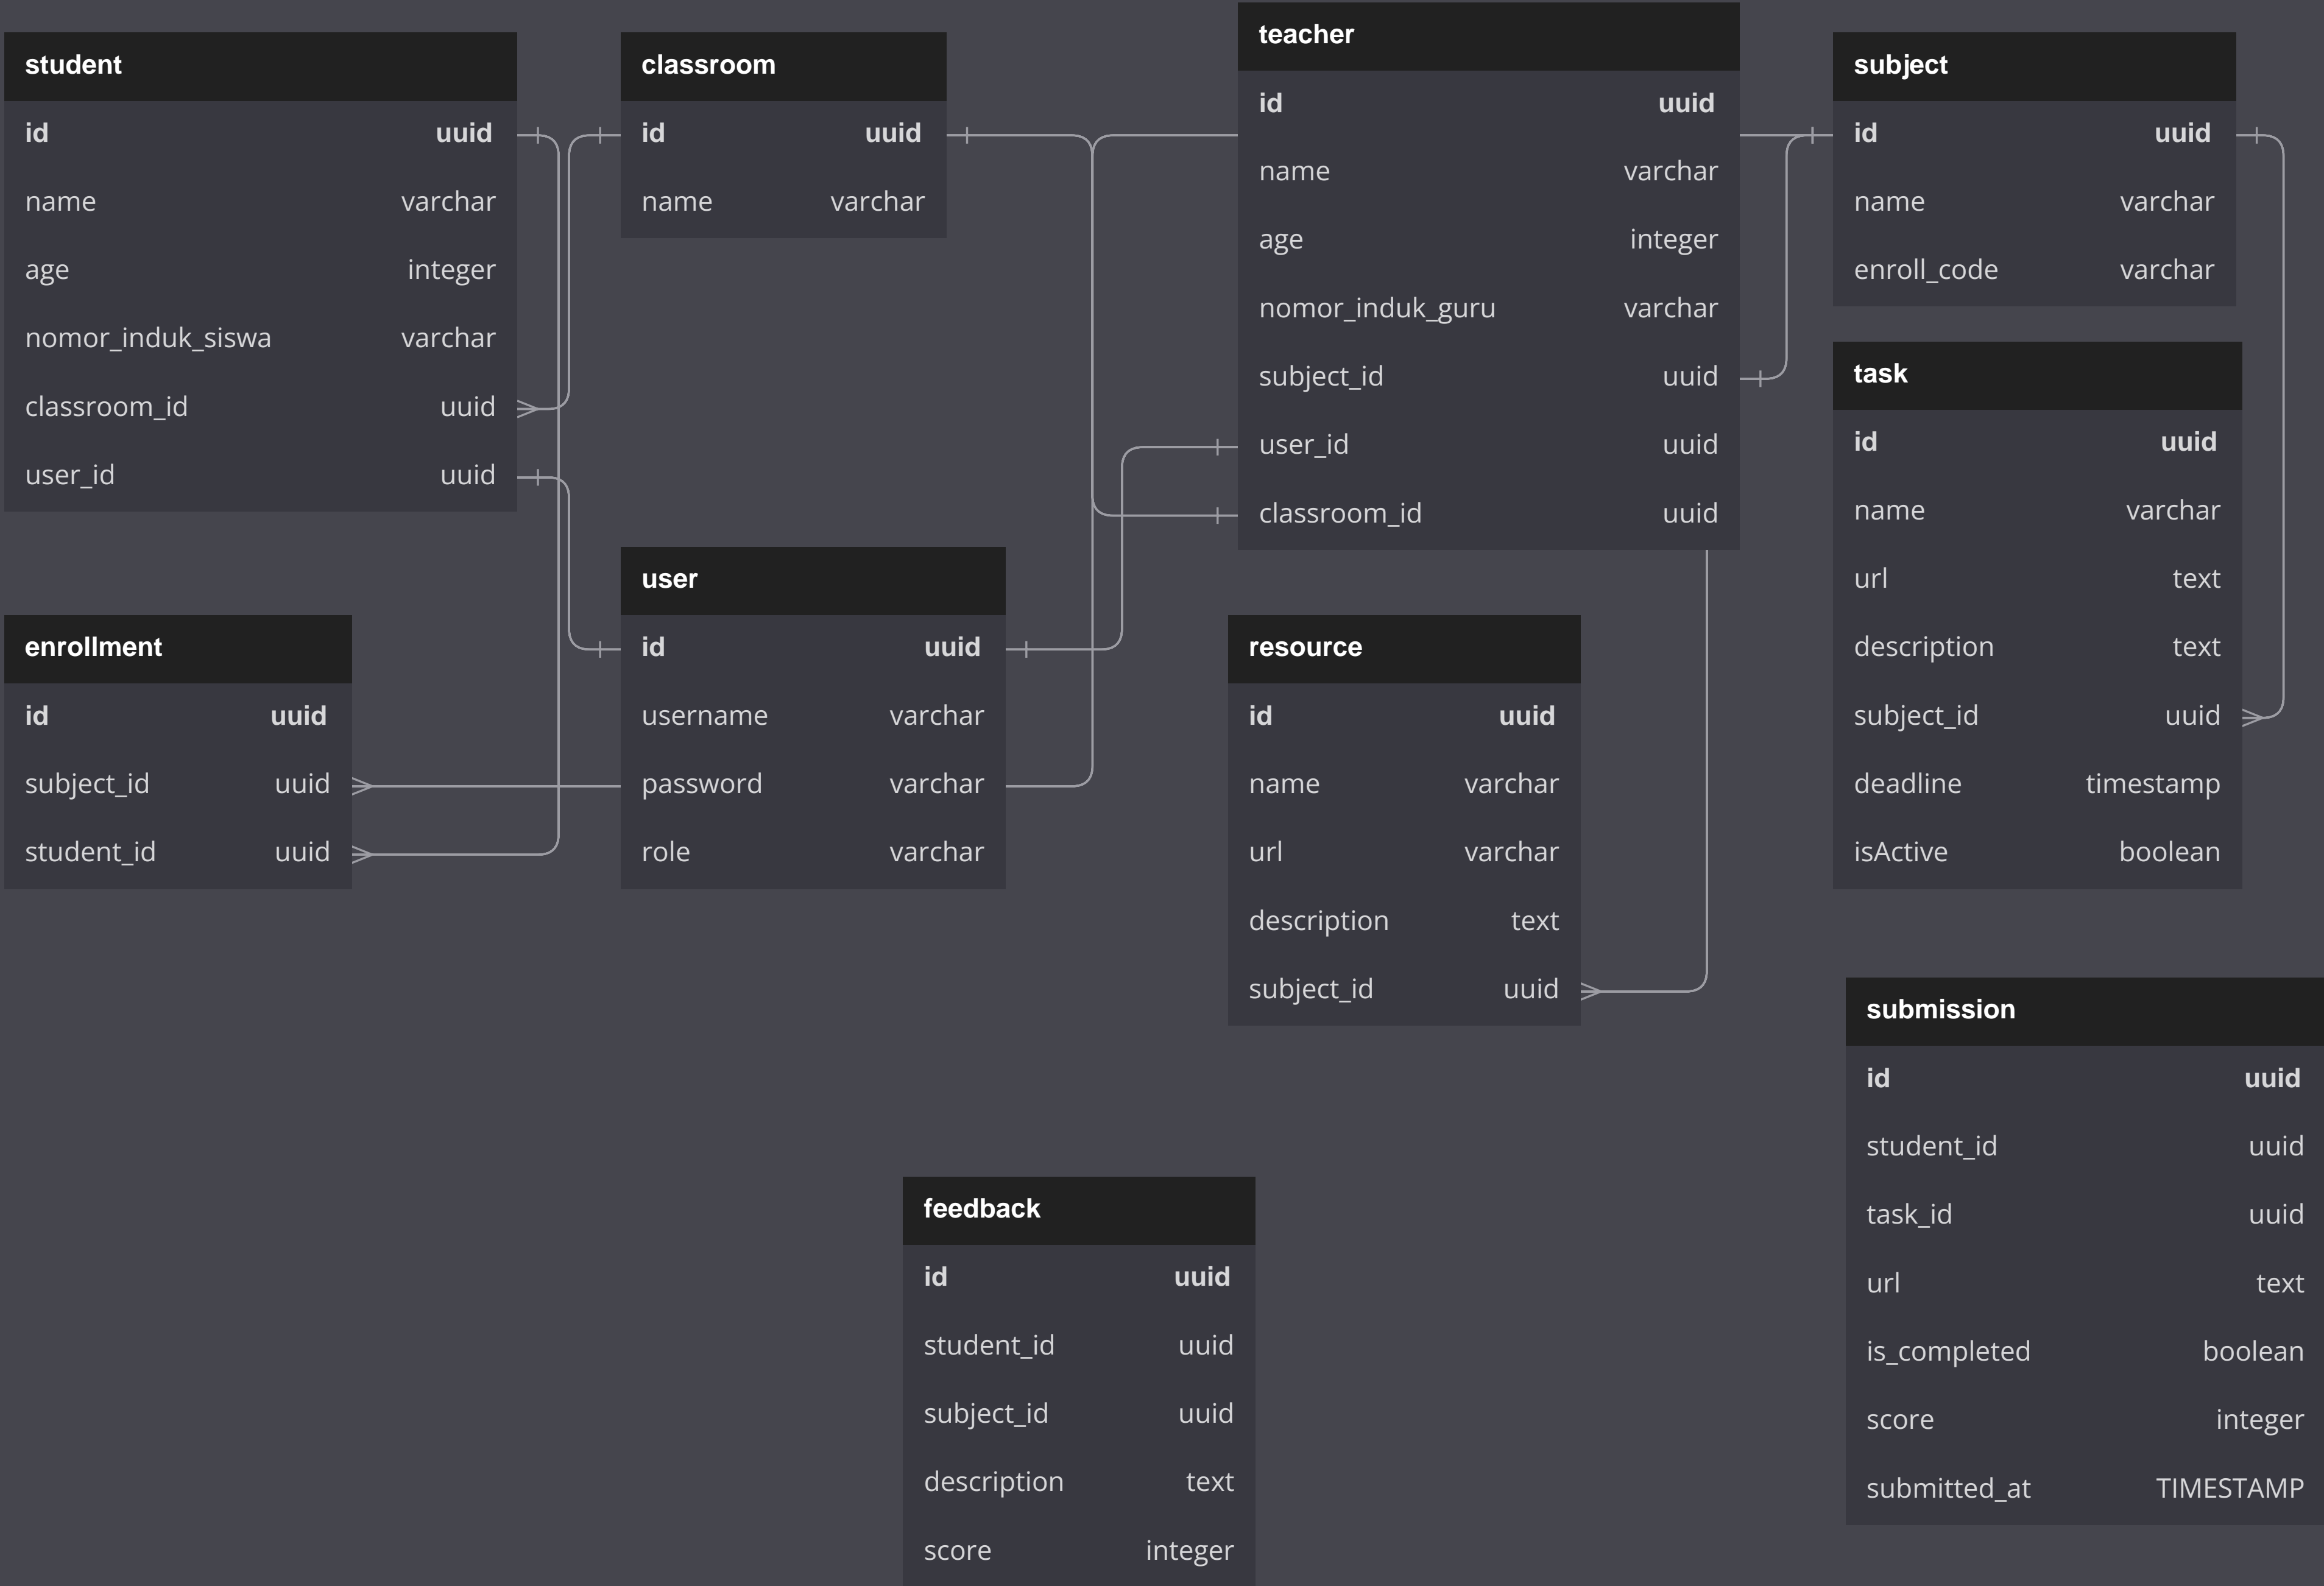 student
id uuid
name varchar
age integer
nomor_induk_siswa varchar
classroom_id uuid
user_id uuid
classroom
id uuid
name varchar
teacher
id uuid
name varchar
age integer
nomor_induk_guru varchar
subject_id uuid
user_id uuid
classroom_id uuid
subject
id uuid
name varchar
enroll_code varchar
task
id uuid
name varchar
url text
description text
subject_id uuid
deadline timestamp
isActive boolean
enrollment
id uuid
subject_id uuid
student_id uuid
user
id uuid
username varchar
password varchar
role varchar
resource
id uuid
name varchar
url varchar
description text
subject_id uuid
submission
id uuid
student_id uuid
task_id uuid
url text
is_completed boolean
score integer
submitted_at TIMESTAMP
feedback
id uuid
student_id uuid
subject_id uuid
description text
score integer